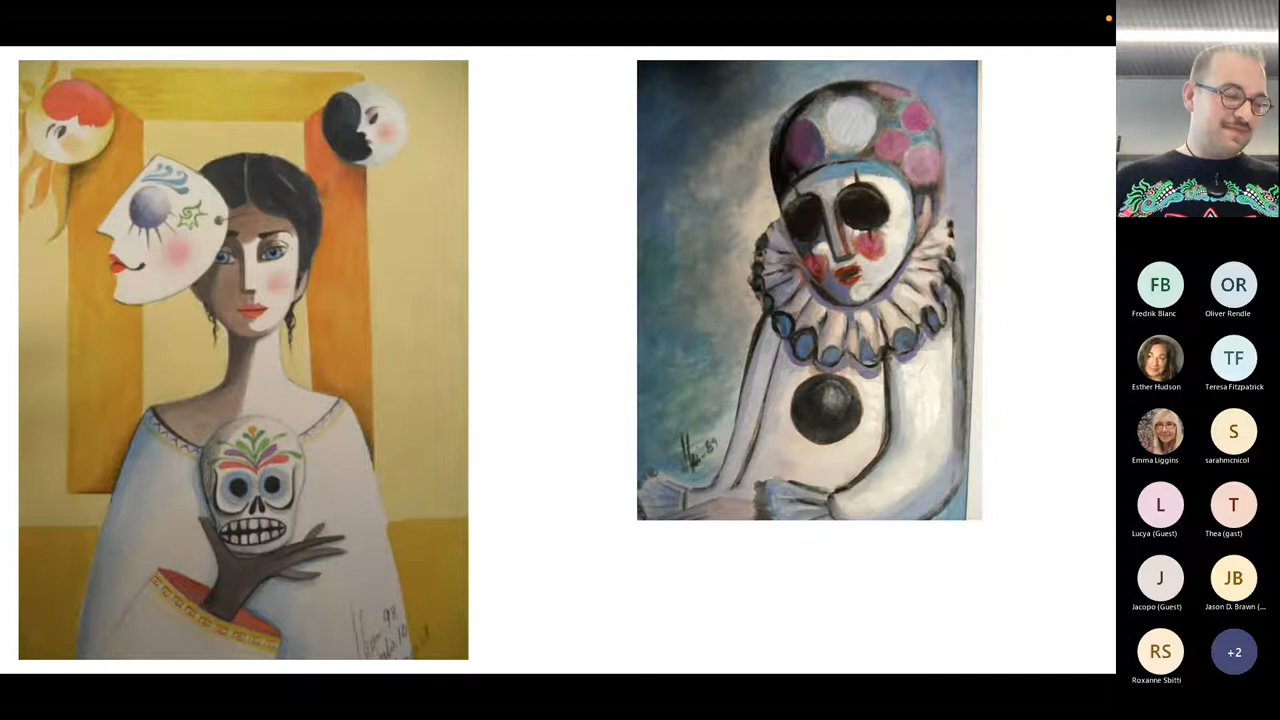 FB
OR
Fredrik Blanc
Oliver Rendle
TF
Esther Hudson
Teresa Fitzpatrick
S
Emma Liggins
sarahmcnicol
L
T
Lucya (Guest)
Thea (gast)
J
JB
Jacopo (Guest)
Jason D. Brawn (...
RS
+2
Roxanne Sbitti